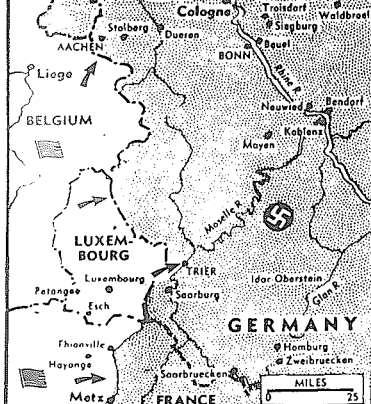 Cologne
Troisdorf
Waldbroel
Siegburg
Stolberg
Dueren
AACHEN
BONN
Beuel
Rhine R
Liege
Neuwied
Bendorf
BELGIUM
Koblenz
Mayen
Moselle R
LUXEM-
BOURG
TRIER
Luxembourg
Idar Oberstein
Petange
Saarburg
Glan R
Esch
GERMANY
Thionville
Homburg
Hayange
Saarbruecken
Zweibruecken
Metz
FRANCE
MILES
0 25